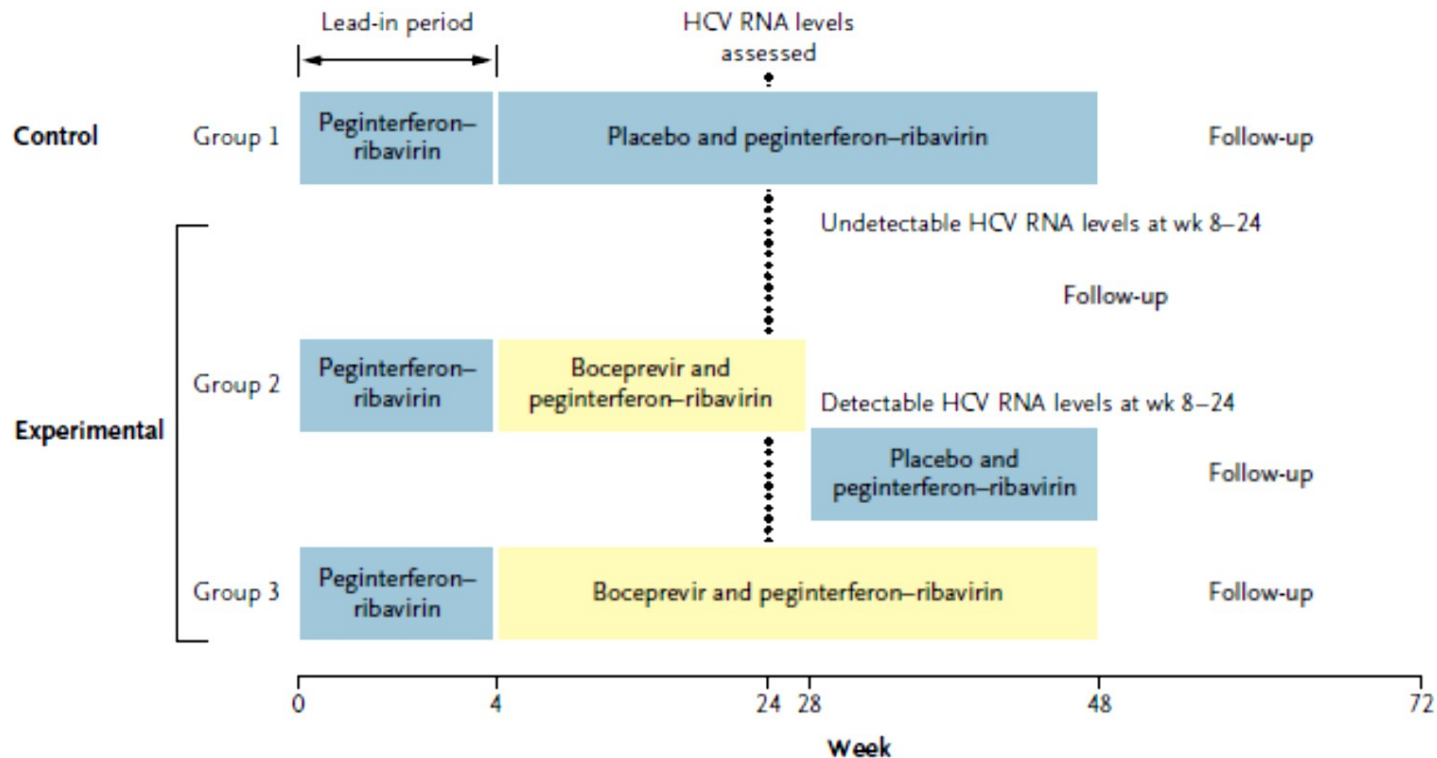 Lead-in period
HCV RNA levels
assessed
Control
Group 1
Peginterferon–
ribavirin
Placebo and peginterferon–ribavirin
Follow-up
Undetectable HCV RNA levels at wk 8–24
Follow-up
Experimental
Group 2
Peginterferon–
ribavirin
Boceprevir and
peginterferon–ribavirin
Detectable HCV RNA levels at wk 8–24
Placebo and
peginterferon–ribavirin
Follow-up
Group 3
Peginterferon–
ribavirin
Boceprevir and peginterferon–ribavirin
Follow-up
0 4 24 28 48 72
Week